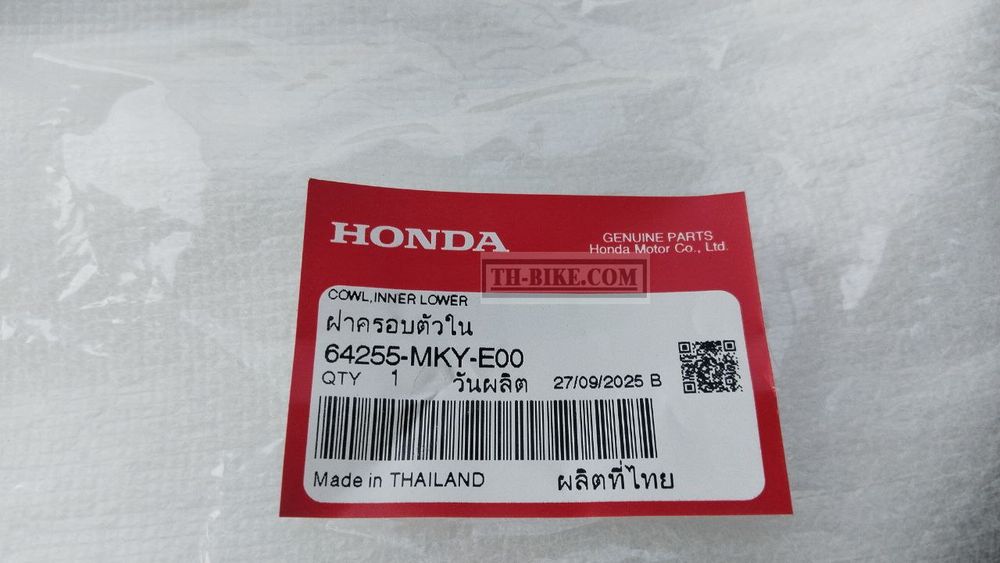 HONDA
GENUINE PARTS
Honda Motor Co., Ltd.
TH-BIKE.COM
COWL,INNER LOWER
ฝาครอบตัวใน
64255-MKY-E00
QTY 1 วันผลิต 27/09/2025 B
Made in THAILAND ผลิตที่ไทย